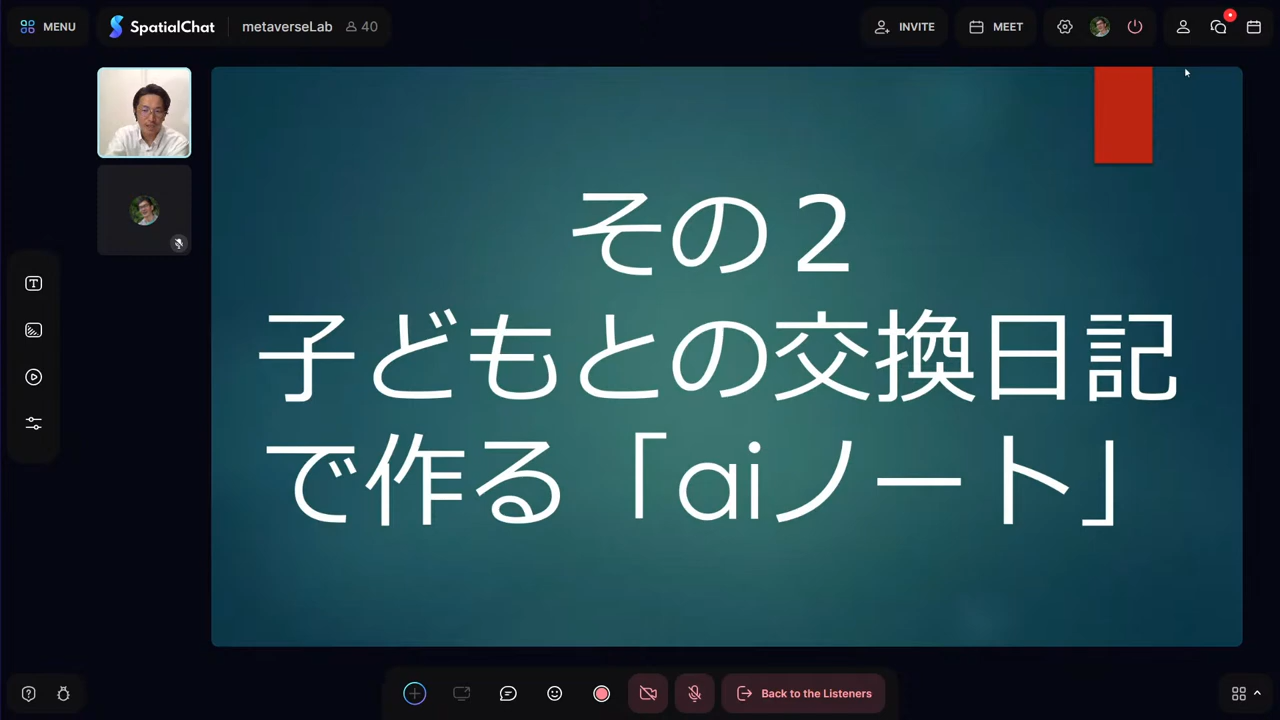 MENU
SpatialChat
metaverseLab
40
INVITE
MEET
その２
子どもとの交換日記
で作る「aiノート」
Back to the Listeners